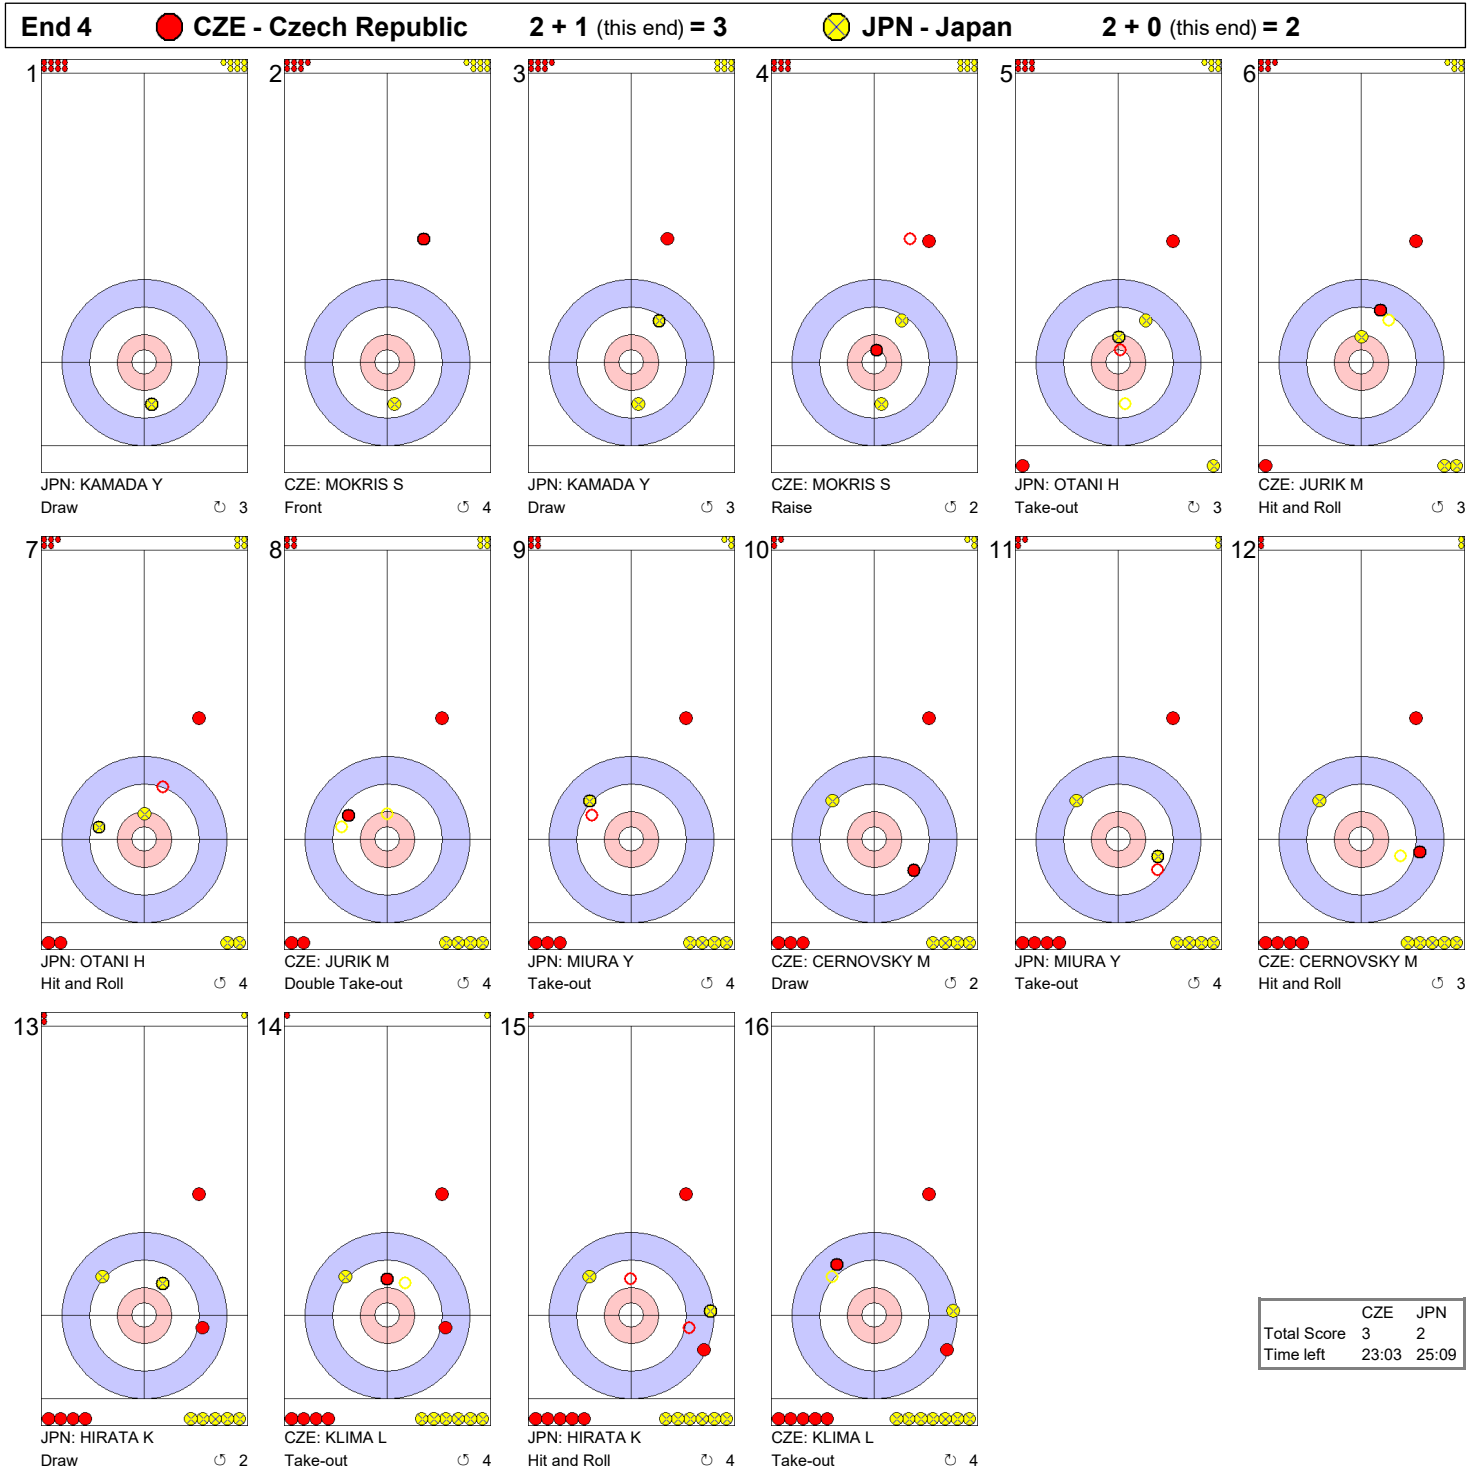 End 4 CZE - Czech Republic 2 + 1 (this end) = 3 JPN - Japan 2 + 0 (this end) = 2
1 2 3 4 5 6
JPN: KAMADA Y CZE: MOKRIS S JPN: KAMADA Y CZE: MOKRIS S JPN: OTANI H CZE: JURIK M
Draw ↻ 3 Front ↺ 4 Draw ↻ 3 Raise ↺ 2 Take-out ↻ 3 Hit and Roll ↺ 3
7 8 9 10 11 12
JPN: OTANI H CZE: JURIK M JPN: MIURA Y CZE: CERNOVSKY M JPN: MIURA Y CZE: CERNOVSKY M
Hit and Roll ↺ 4 Double Take-out ↺ 4 Take-out ↺ 4 Draw ↺ 2 Take-out ↺ 4 Hit and Roll ↺ 3
13 14 15 16
CZE JPN
Total Score 3 2
Time left 23:03 25:09
JPN: HIRATA K CZE: KLIMA L JPN: HIRATA K CZE: KLIMA L
Draw ↺ 2 Take-out ↺ 4 Hit and Roll ↻ 4 Take-out ↻ 4